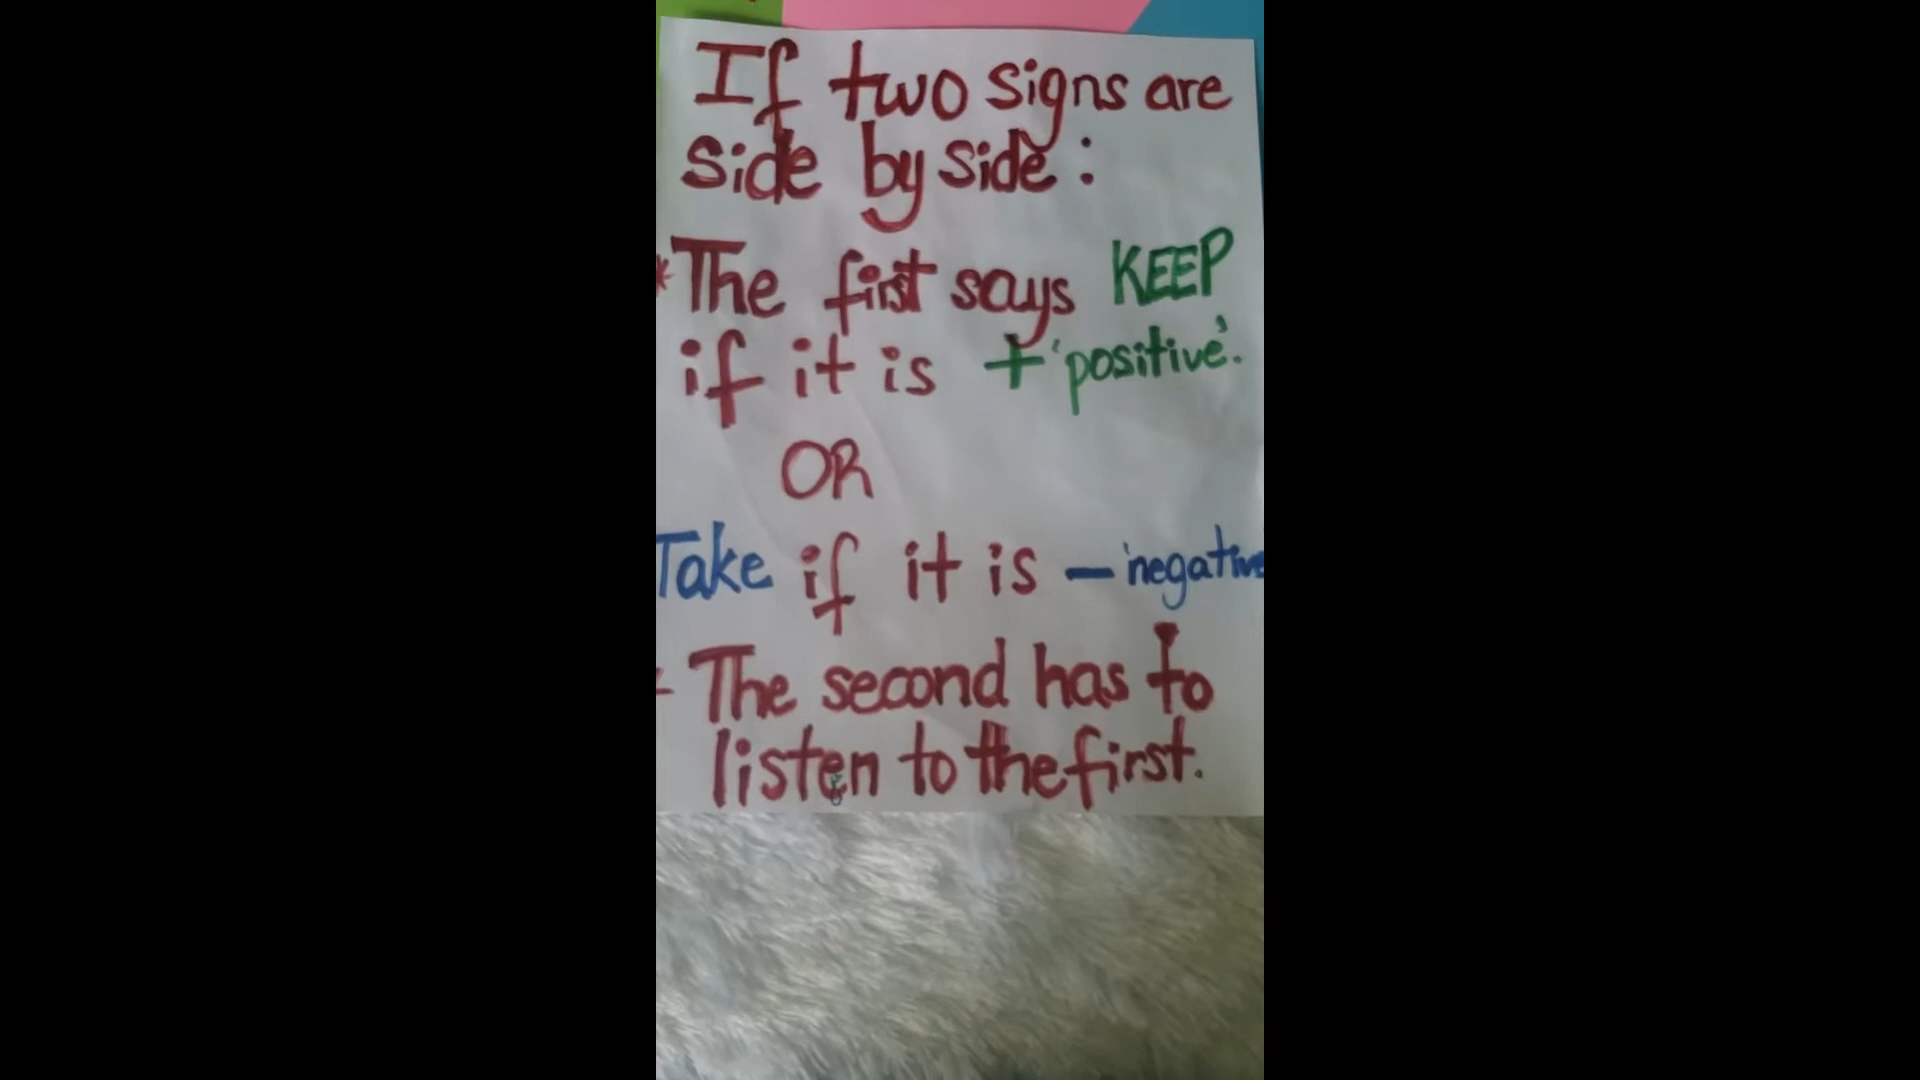 If two signs are
side by side:
*The first says KEEP
if it is + 'positive'.
OR
Take if it is - 'negative
- The second has to
listen to the first.